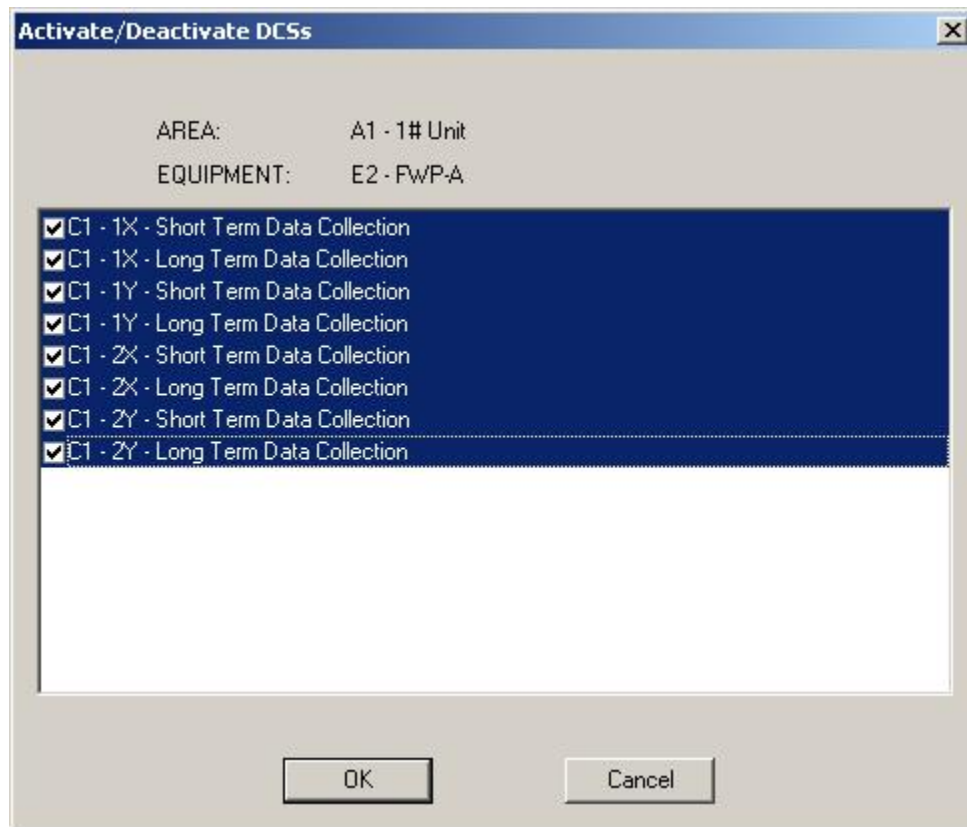 Activate/Deactivate DCSs
AREA: A1 - 1# Unit
EQUIPMENT: E2 - FWP-A
C1 - 1X - Short Term Data Collection
C1 - 1X - Long Term Data Collection
C1 - 1Y - Short Term Data Collection
C1 - 1Y - Long Term Data Collection
C1 - 2X - Short Term Data Collection
C1 - 2X - Long Term Data Collection
C1 - 2Y - Short Term Data Collection
C1 - 2Y - Long Term Data Collection
OK Cancel